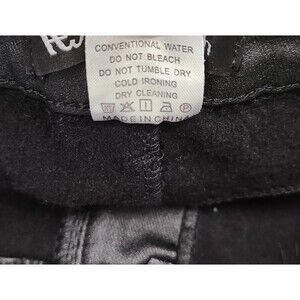 CONVENTIONAL WATER
DO NOT BLEACH
DO NOT TUMBLE DRY
COLD IRONING
DRY CLEANING
MADE IN CHINA